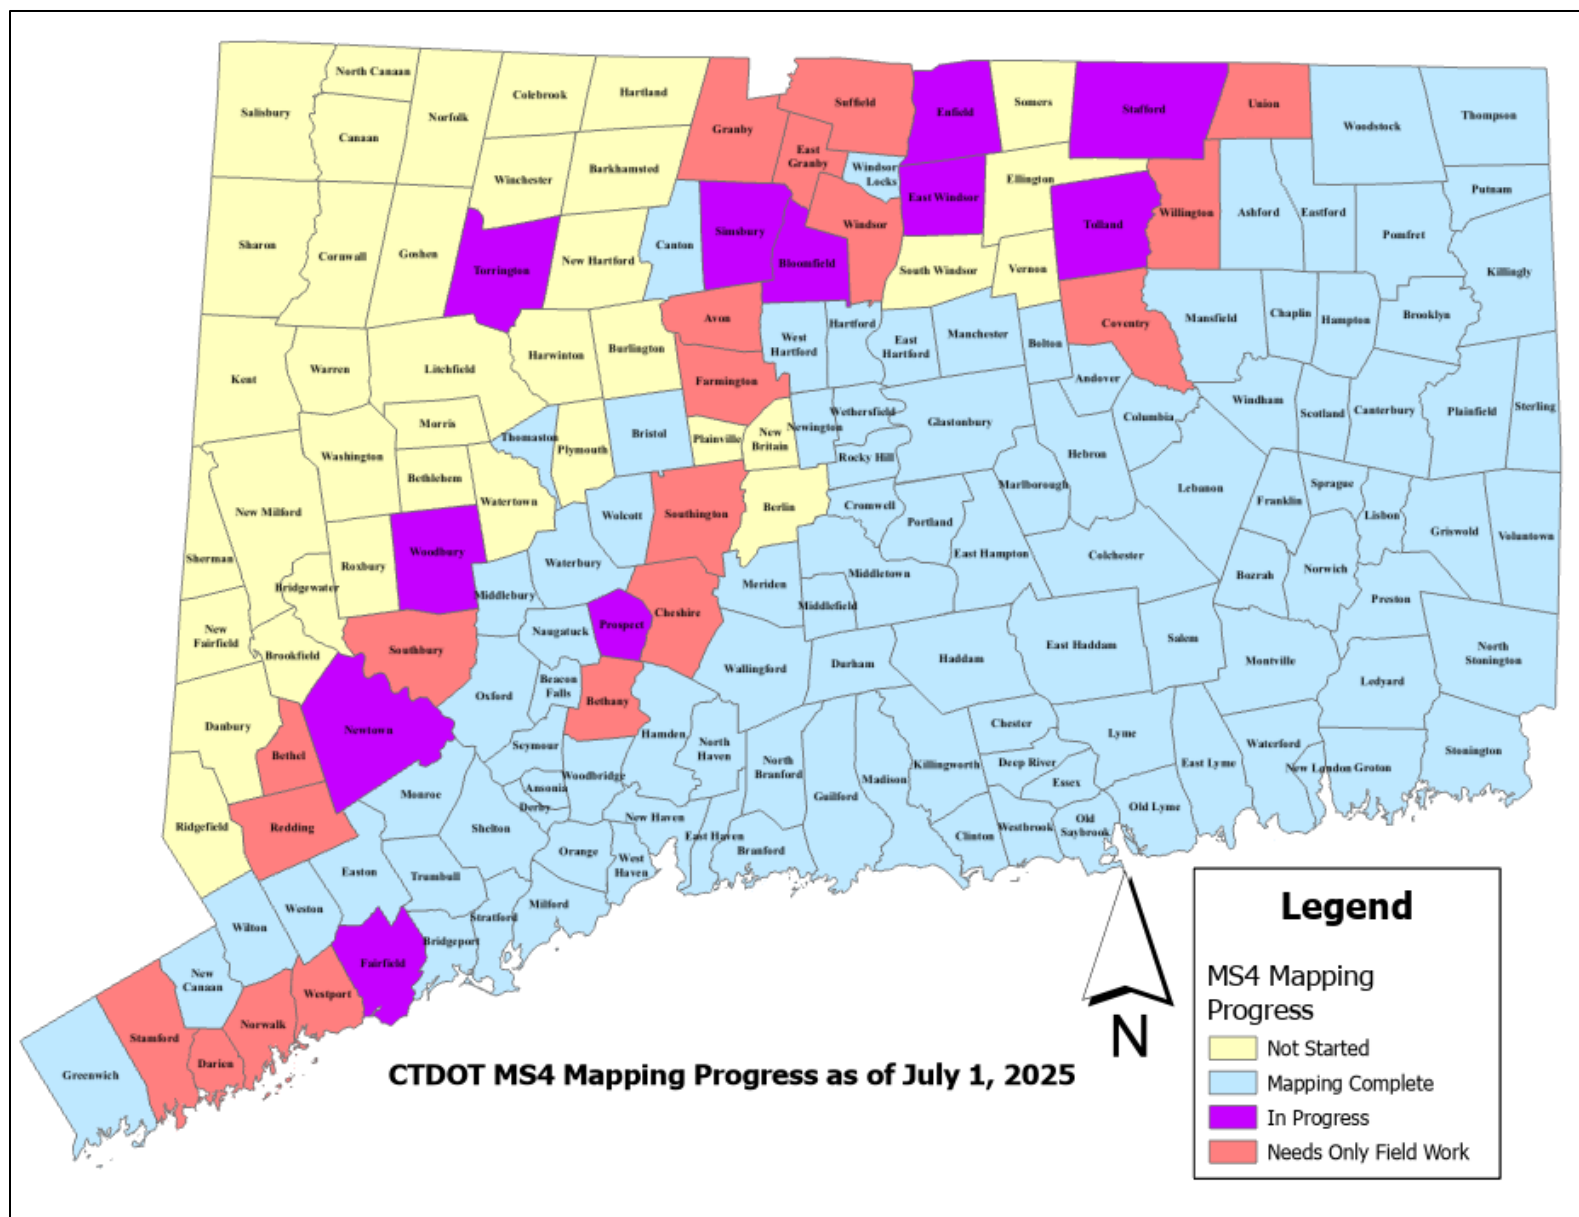 North Canaan
Salisbury
Canaan
Norfolk
Colebrook
Hartland
Granby
Suffield
East
Granby
Windsor
Locks
Enfield
Somers
Stafford
Union
Woodstock
Thompson
Winchester
Barkhamsted
Ellington
East Windsor
Putnam
Sharon
Cornwall
Goshen
Torrington
New Hartford
Canton
Simsbury
Bloomfield
Windsor
South Windsor
Vernon
Tolland
Willington
Ashford
Eastford
Pomfret
Killingly
Kent
Warren
Litchfield
Harwinton
Burlington
Avon
Farmington
West
Hartford
Hartford
East
Hartford
Manchester
Bolton
Coventry
Mansfield
Chaplin
Hampton
Brooklyn
Andover
Morris
Thomaston
Plymouth
Bristol
Plainville
New
Britain
Newington
Wethersfield
Rocky Hill
Glastonbury
Hebron
Columbia
Windham
Scotland
Canterbury
Plainfield
Sterling
Washington
Bethlehem
Watertown
New Milford
Wolcott
Southington
Berlin
Cromwell
Portland
Marlborough
Lebanon
Franklin
Sprague
Lisbon
Griswold
Voluntown
Sherman
Bridgewater
Roxbury
Woodbury
Middlebury
Waterbury
Meriden
Middlefield
Middletown
East Hampton
Colchester
Bozrah
Norwich
Preston
New
Fairfield
Brookfield
Southbury
Naugatuck
Prospect
Cheshire
Wallingford
Durham
Haddam
East Haddam
Salem
Montville
Ledyard
North
Stonington
Danbury
Bethel
Newtown
Oxford
Beacon
Falls
Bethany
Seymour
Woodbridge
Hamden
North
Haven
North
Branford
Guilford
Madison
Killingworth
Chester
Deep River
Essex
Lyme
East Lyme
Waterford
New London
Groton
Stonington
Ridgefield
Redding
Monroe
Ansonia
Derby
Shelton
New Haven
East Haven
Branford
Clinton
Westbrook
Old
Saybrook
Old Lyme
Easton
Trumbull
Orange
West
Haven
Milford
Stratford
Bridgeport
Weston
Wilton
Fairfield
New
Canaan
Westport
Norwalk
Darien
Stamford
Greenwich
N
CTDOT MS4 Mapping Progress as of July 1, 2025
Legend
MS4 Mapping
Progress
Not Started
Mapping Complete
In Progress
Needs Only Field Work